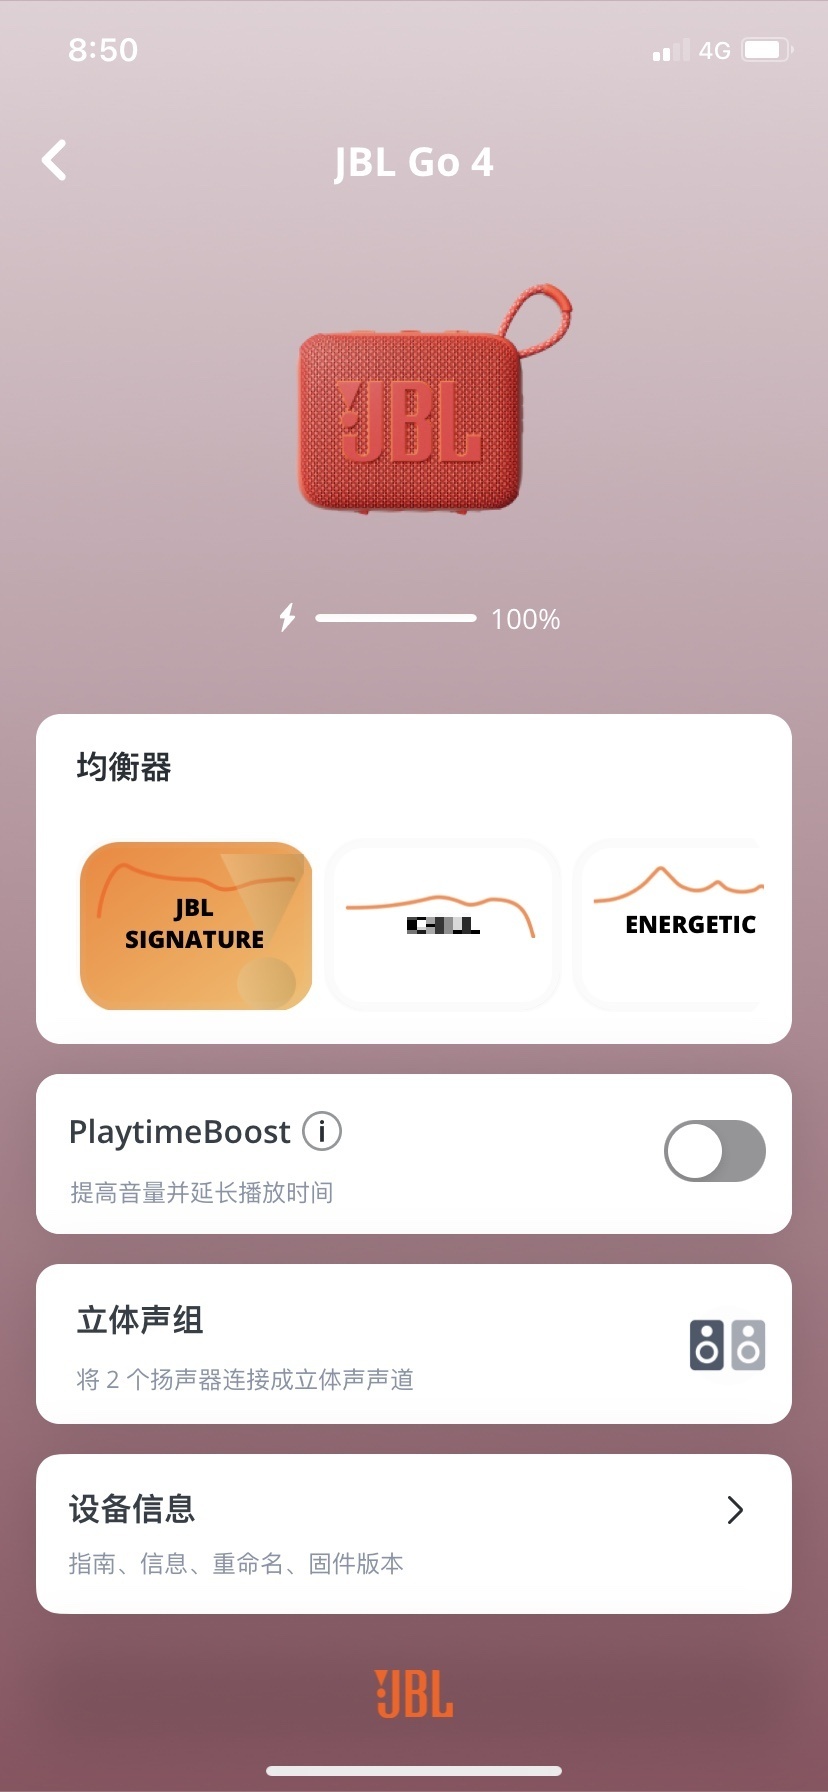 8:50
4G
JBL Go 4
JBL
100%
均衡器
JBL
SIGNATURE
ENERGETIC
PlaytimeBoost
提高音量并延长播放时间
立体声组
将 2 个扬声器连接成立体声声道
设备信息
指南、信息、重命名、固件版本
JBL